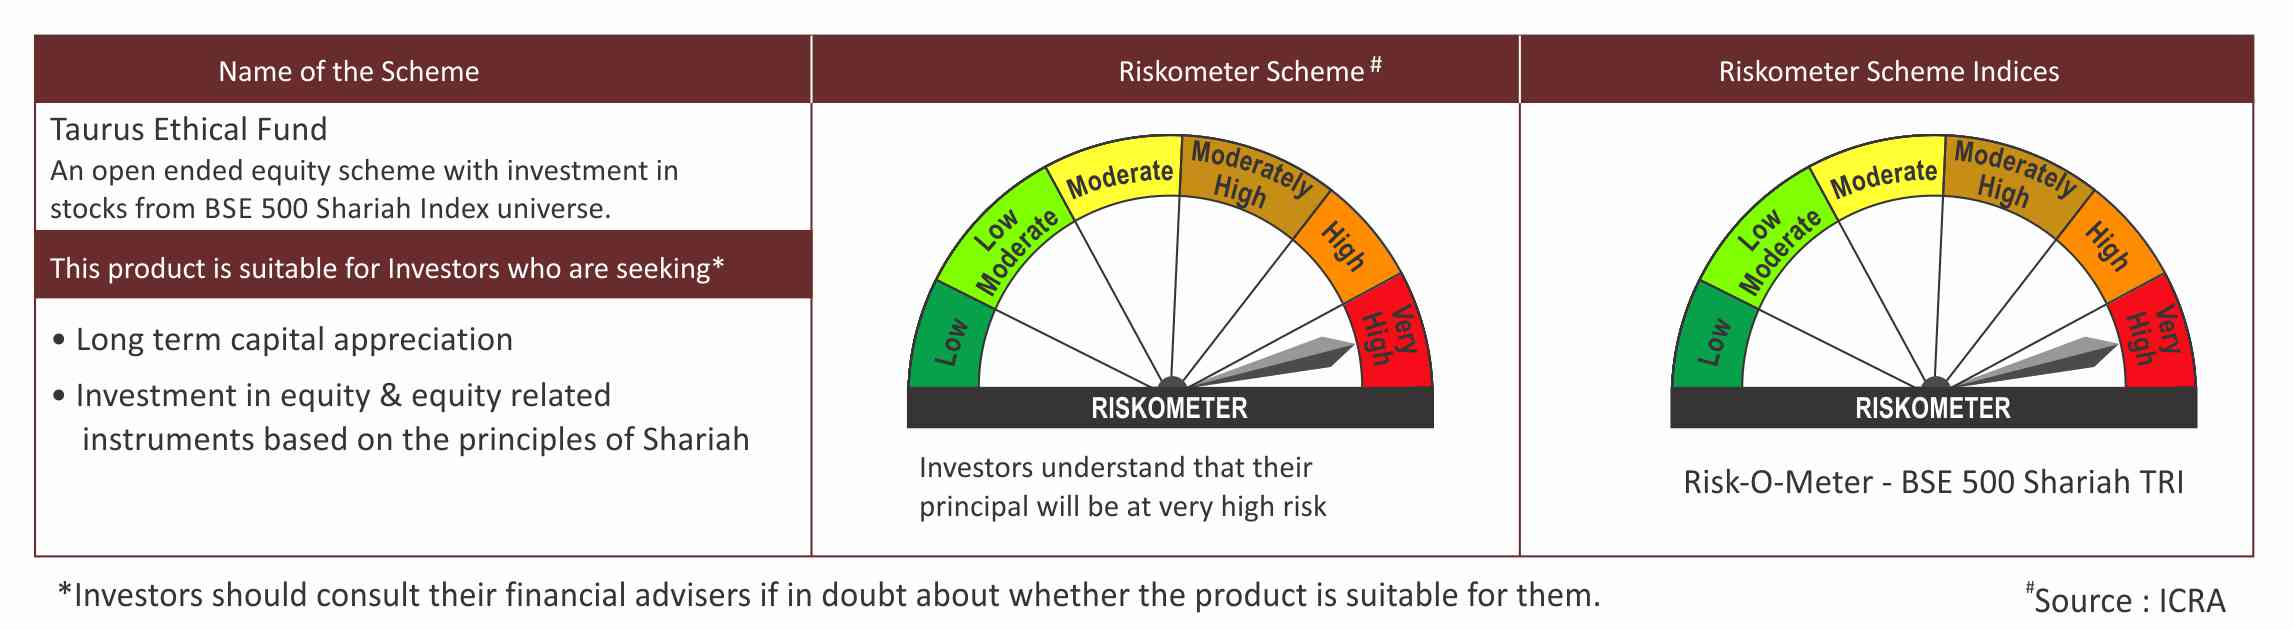 Name of the Scheme
Riskometer Scheme #
Riskometer Scheme Indices
Taurus Ethical Fund
An open ended equity scheme with investment in
stocks from BSE 500 Shariah Index universe.
This product is suitable for Investors who are seeking*
• Long term capital appreciation
• Investment in equity & equity related
instruments based on the principles of Shariah
Low
Low
Moderate
Moderate
Moderately
High
High
Very
High
RISKOMETER
Investors understand that their
principal will be at very high risk
Low
Low
Moderate
Moderate
Moderately
High
High
Very
High
RISKOMETER
Risk-O-Meter - BSE 500 Shariah TRI
*Investors should consult their financial advisers if in doubt about whether the product is suitable for them.
#Source : ICRA